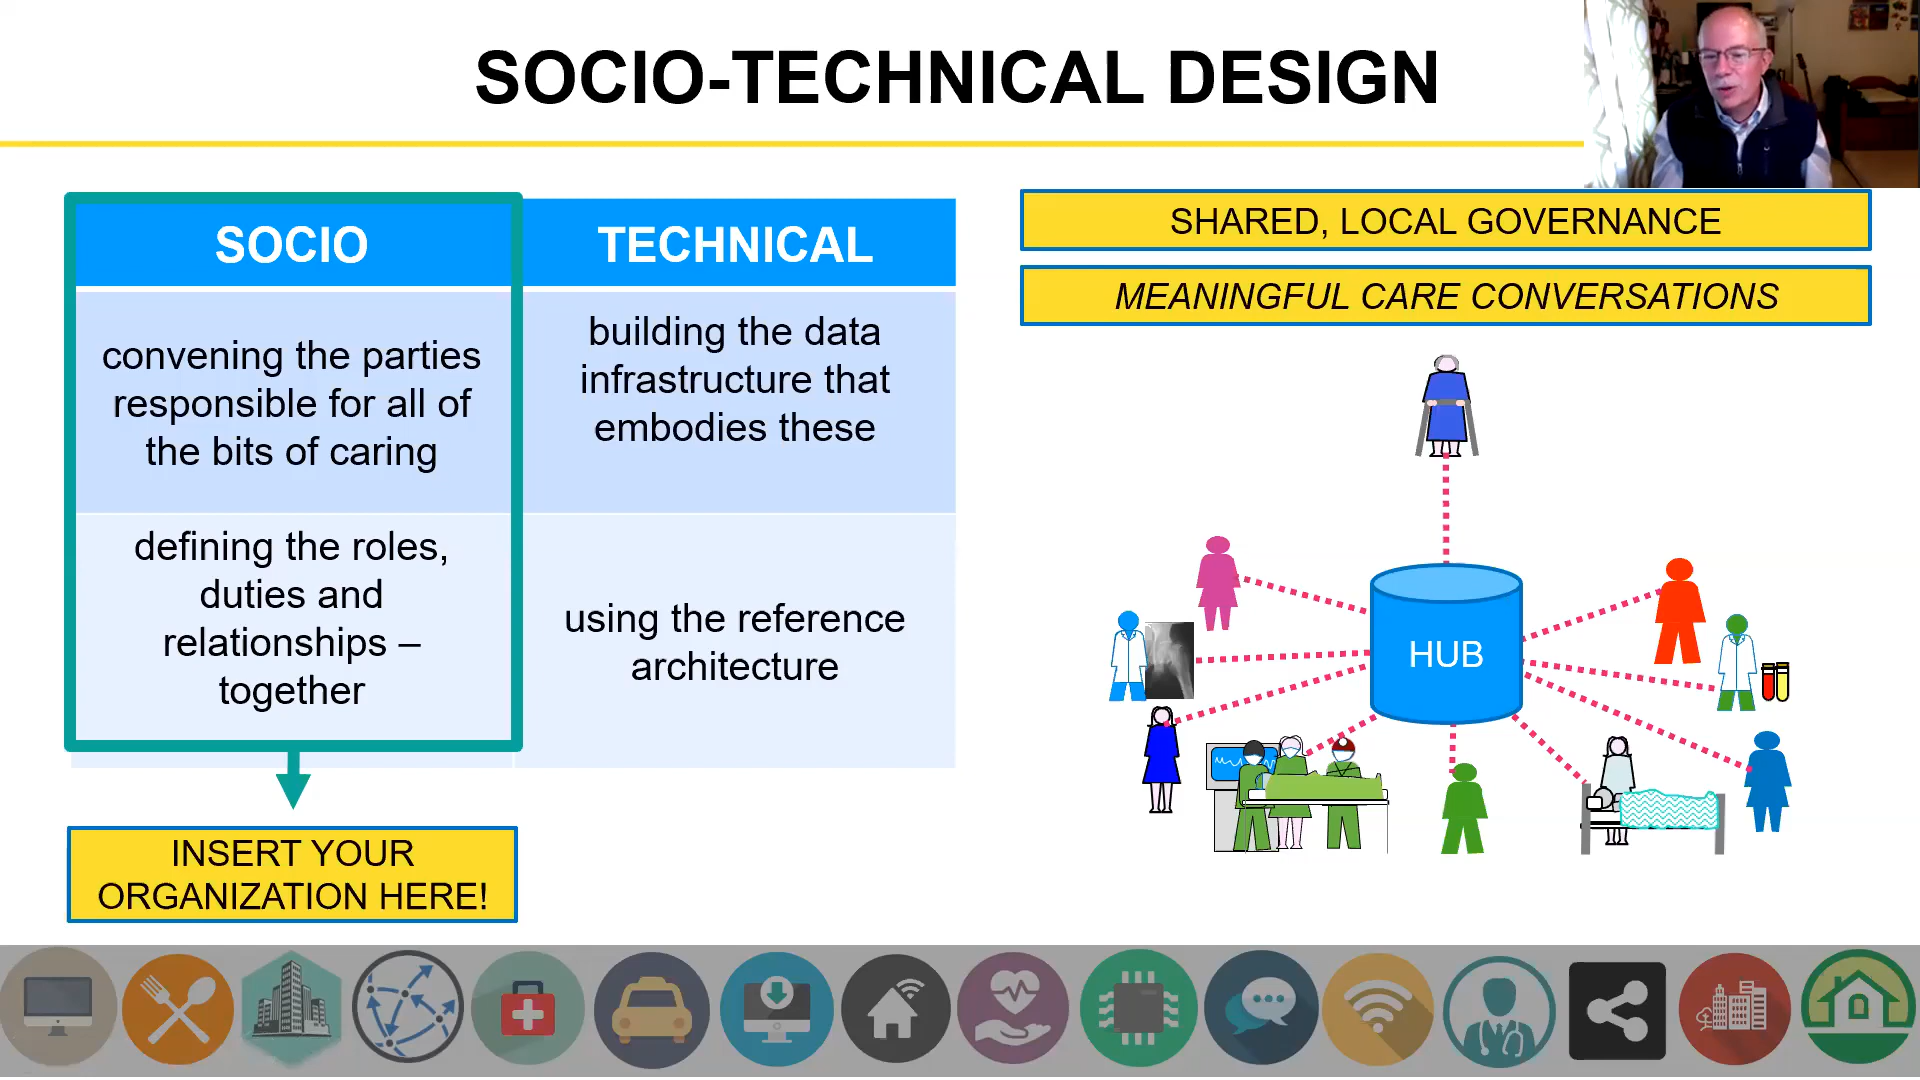 SOCIO-TECHNICAL DESIGN
SOCIO
TECHNICAL
convening the parties
responsible for all of
the bits of caring
building the data
infrastructure that
embodies these
defining the roles,
duties and
relationships –
together
using the reference
architecture
INSERT YOUR
ORGANIZATION HERE!
SHARED, LOCAL GOVERNANCE
MEANINGFUL CARE CONVERSATIONS
HUB